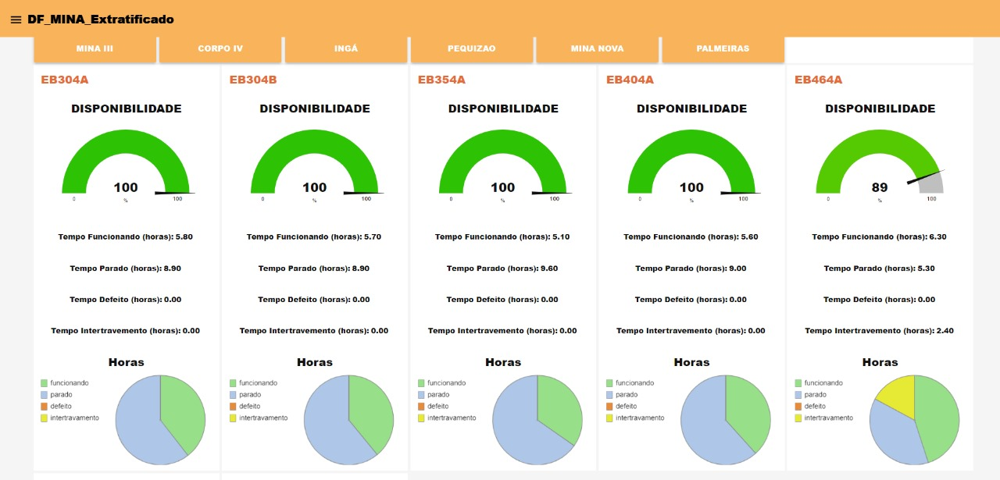 DF_MINA_Extratificado
MINA III
CORPO IV
INGÁ
PEQUIZAO
MINA NOVA
PALMEIRAS
EB304A
DISPONIBILIDADE
100
0
%
100
Tempo Funcionando (horas): 5.80
Tempo Parado (horas): 8.90
Tempo Defeito (horas): 0.00
Tempo Intertravemento (horas): 0.00
Horas
funcionando
parado
defeito
intertravamento
EB304B
DISPONIBILIDADE
100
0
%
100
Tempo Funcionando (horas): 5.70
Tempo Parado (horas): 8.90
Tempo Defeito (horas): 0.00
Tempo Intertravemento (horas): 0.00
Horas
funcionando
parado
defeito
intertravamento
EB354A
DISPONIBILIDADE
100
0
%
100
Tempo Funcionando (horas): 5.10
Tempo Parado (horas): 9.60
Tempo Defeito (horas): 0.00
Tempo Intertravemento (horas): 0.00
Horas
funcionando
parado
defeito
intertravamento
EB404A
DISPONIBILIDADE
100
0
%
100
Tempo Funcionando (horas): 5.60
Tempo Parado (horas): 9.00
Tempo Defeito (horas): 0.00
Tempo Intertravemento (horas): 0.00
Horas
funcionando
parado
defeito
intertravamento
EB464A
DISPONIBILIDADE
89
0
%
100
Tempo Funcionando (horas): 6.30
Tempo Parado (horas): 5.30
Tempo Defeito (horas): 0.00
Tempo Intertravemento (horas): 2.40
Horas
funcionando
parado
defeito
intertravamento